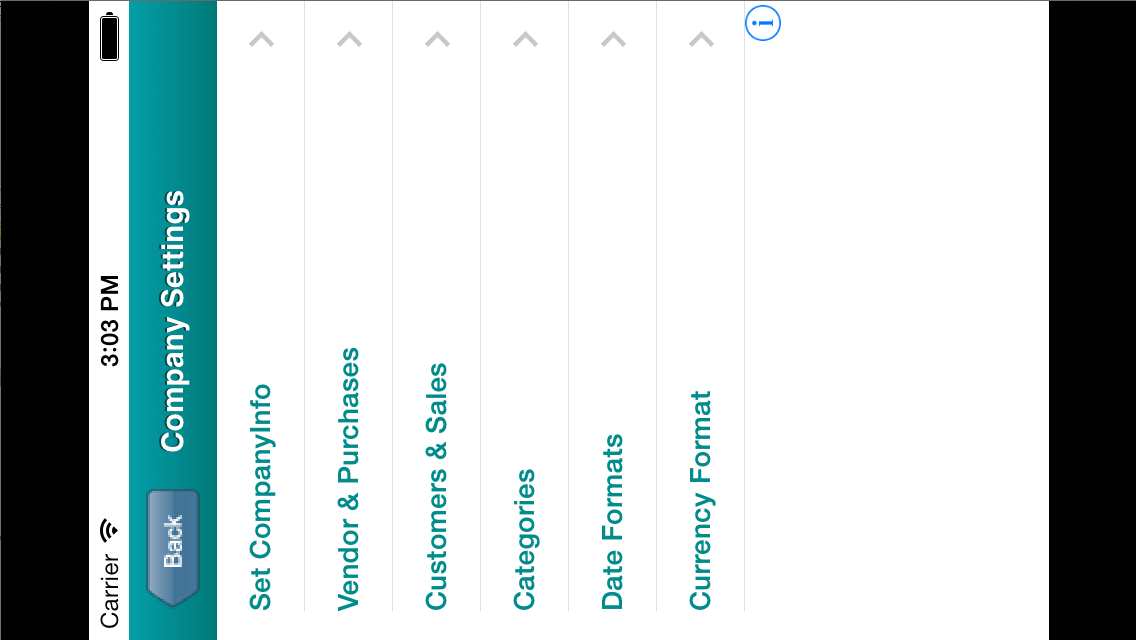 Carrier 3:03 PM
Back Company Settings
Set CompanyInfo
Vendor & Purchases
Customers & Sales
Categories
Date Formats
Currency Format
i